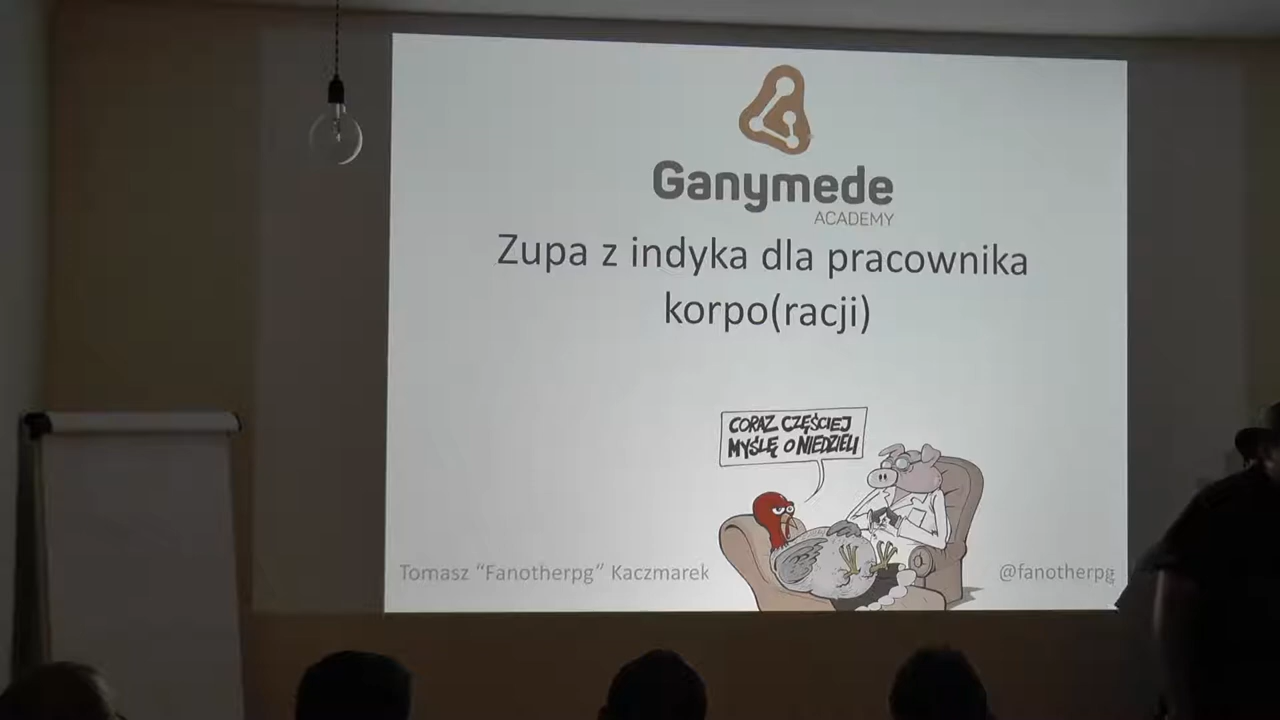 Ganymede
ACADEMY
Zupa z indyka dla pracownika
korpo(racji)
CORAZ CZĘŚCIEJ
MYŚLĘ O NIEDZIELI
Tomasz “Fanotherpg” Kaczmarek
@fanotherpg